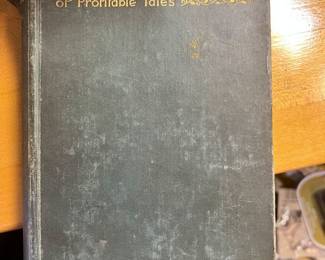 of Profitable Tales